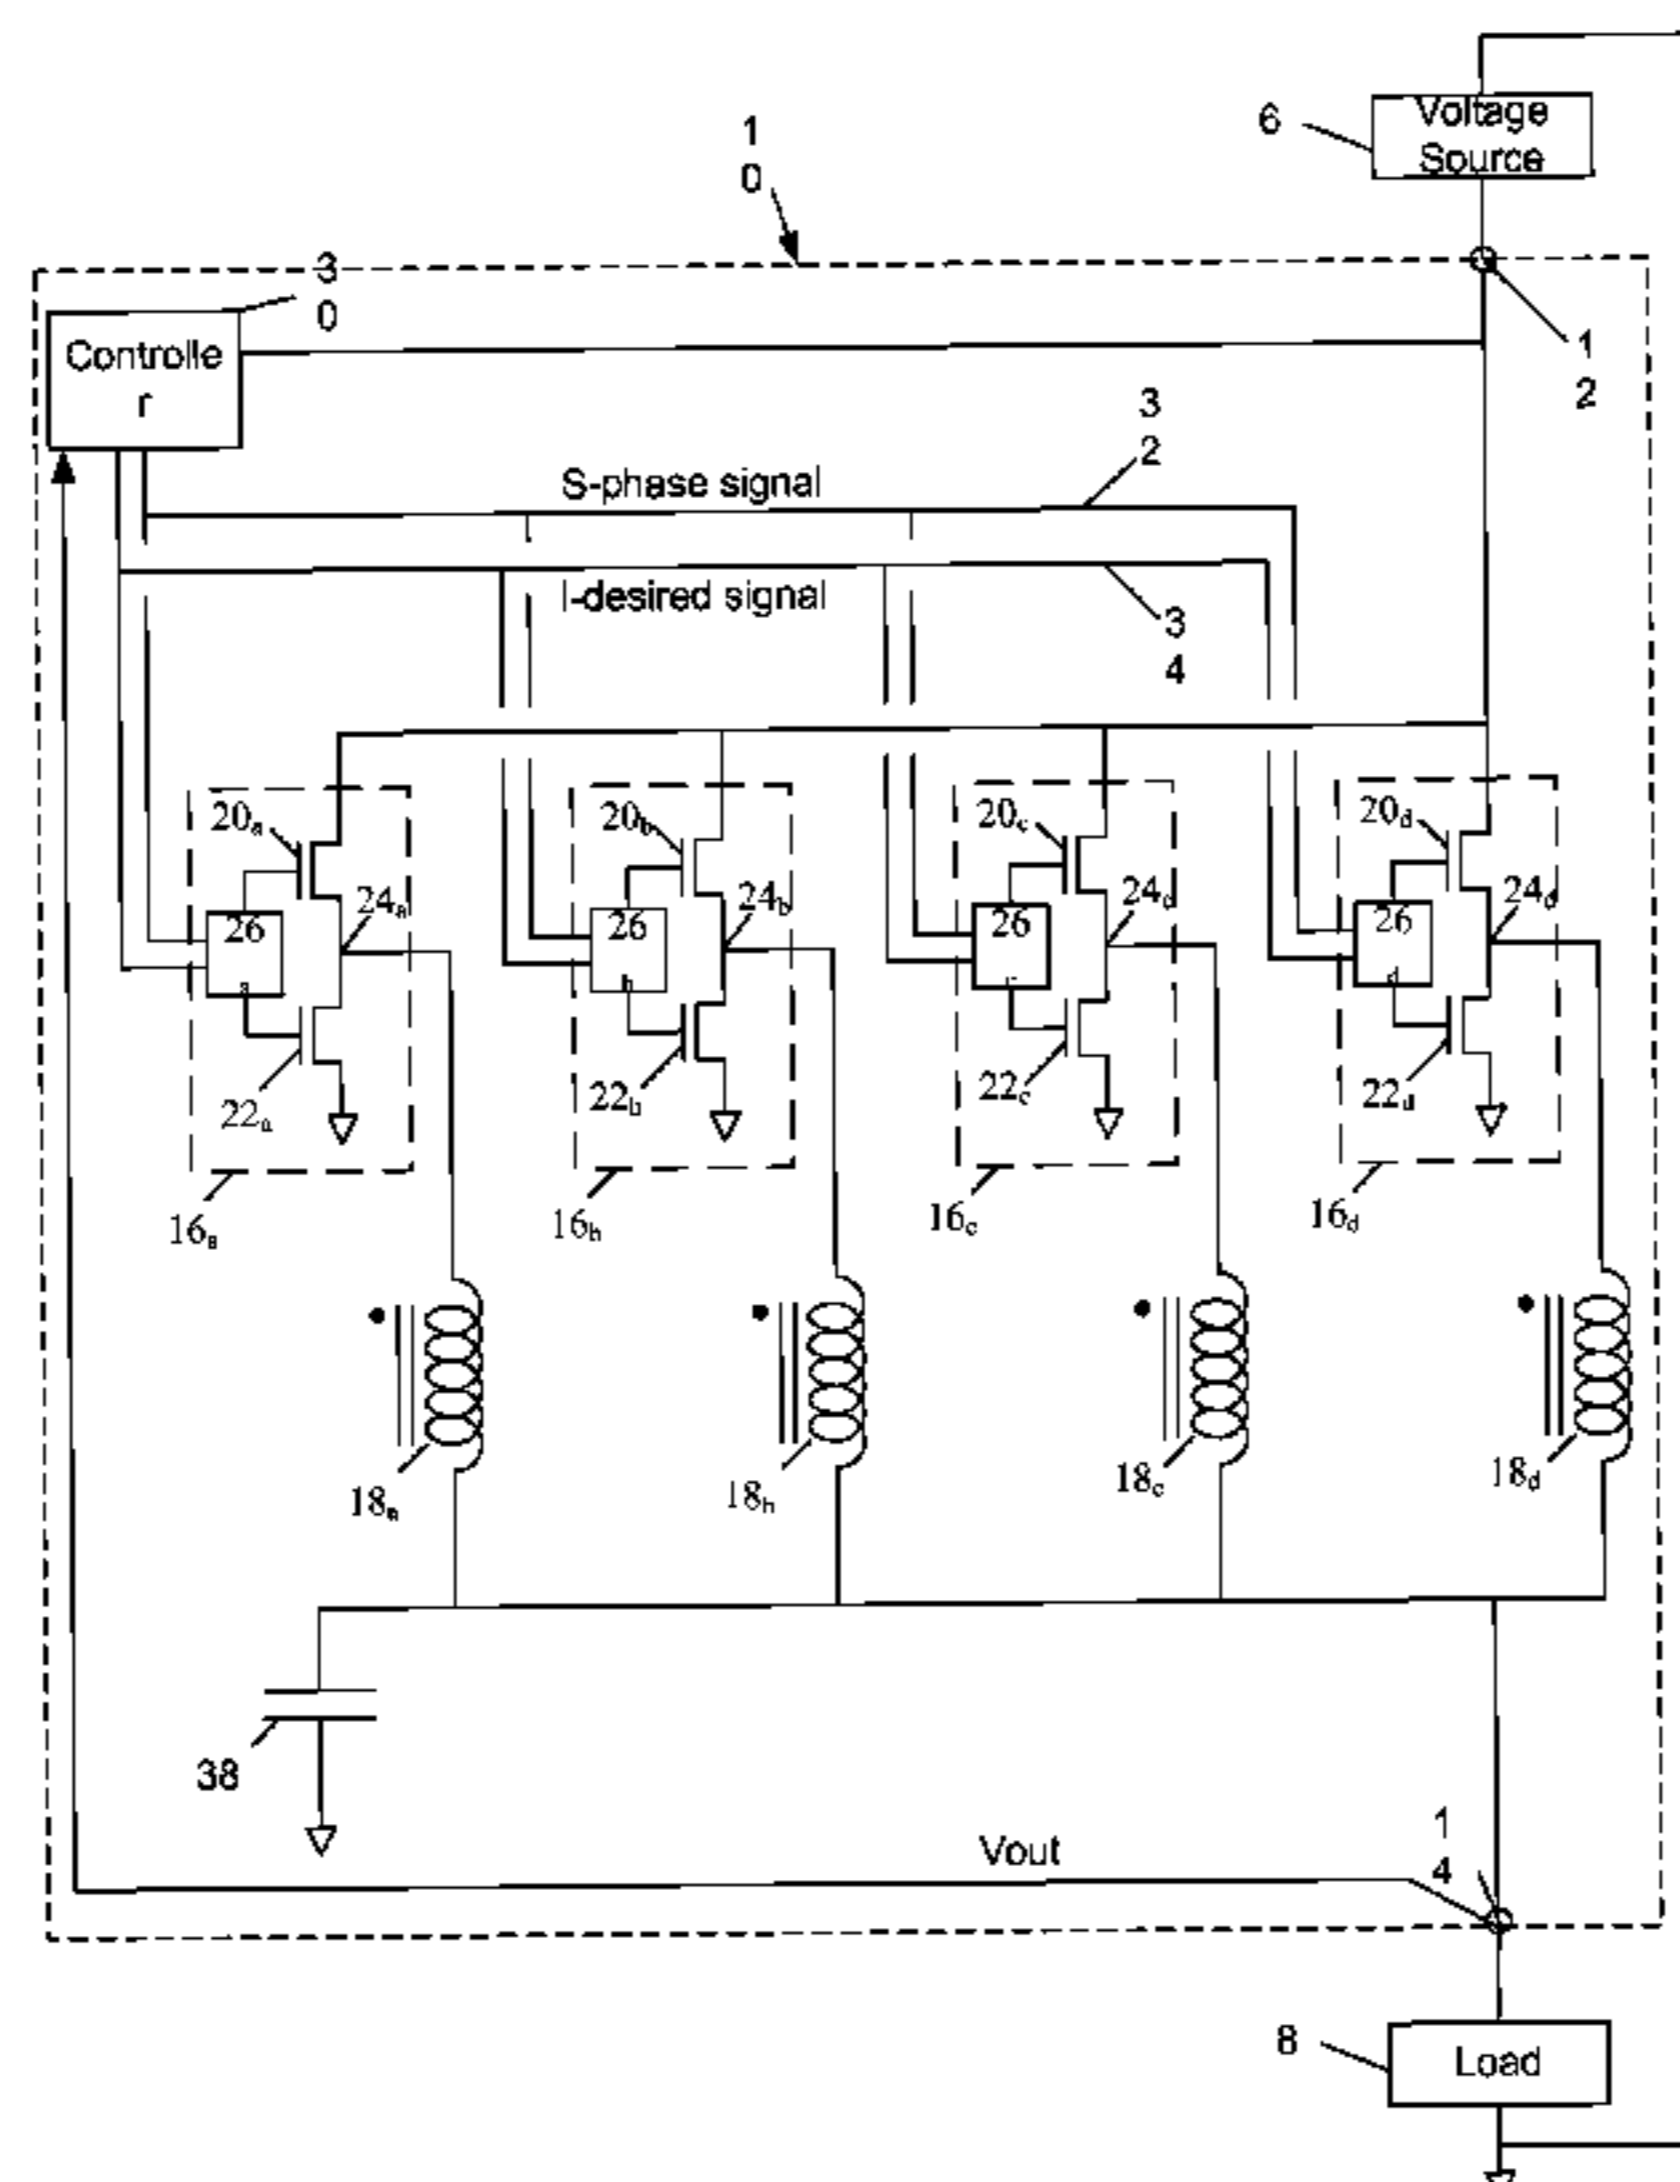 Voltage
Source
6
1
0
3
0
Controlle
r
1
2
3
2
S-phase signal
I-desired signal
3
4
20a
20b
20c
20d
24a
24b
24c
24d
26
a
26
b
26
c
26
d
22a
22b
22c
22d
16a
16b
16c
16d
18a
18b
18c
18d
38
Vout
1
4
8
Load